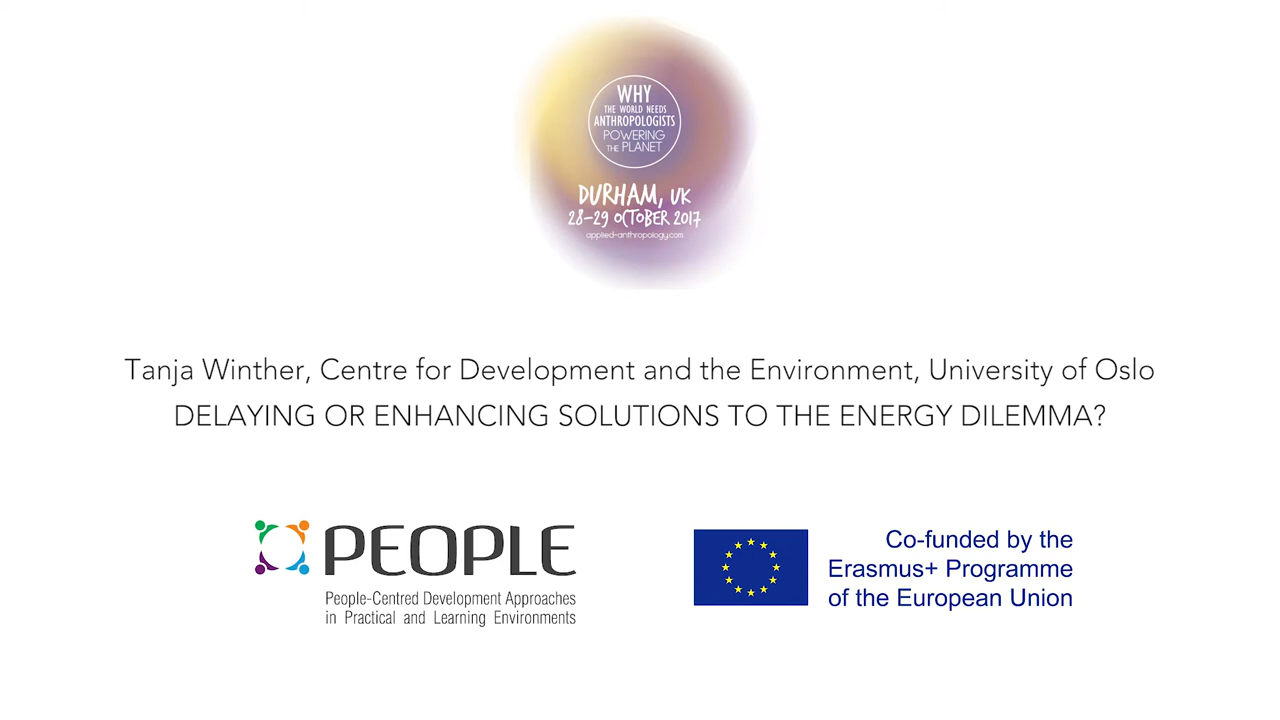 WHY
THE WORLD NEEDS
ANTHROPOLOGISTS
POWERING
THE PLANET
DURHAM, UK
28-29 OCTOBER 2017
applied-anthropology.com
Tanja Winther, Centre for Development and the Environment, University of Oslo
DELAYING OR ENHANCING SOLUTIONS TO THE ENERGY DILEMMA?
PEOPLE
People-Centred Development Approaches
in Practical and Learning Environments
Co-funded by the
Erasmus+ Programme
of the European Union